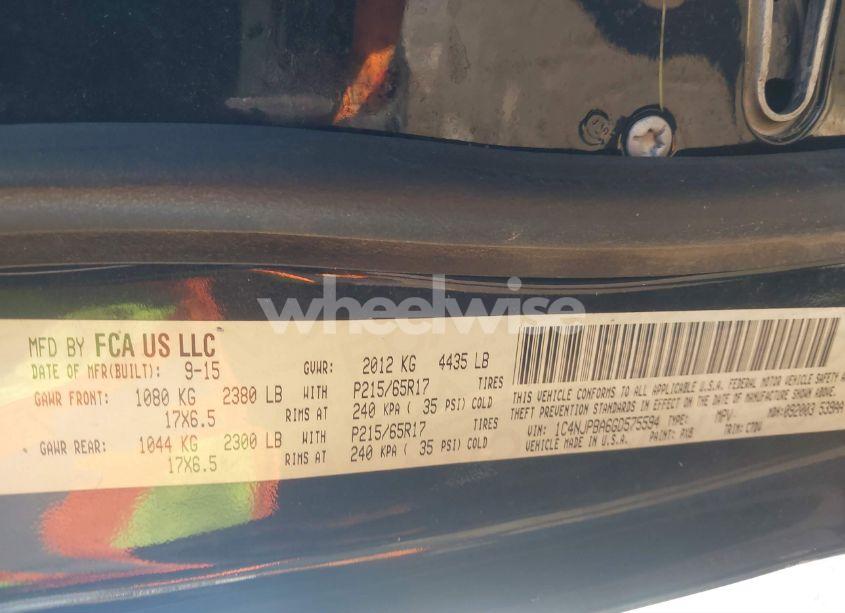 wheelwise
MFD BY FCA US LLC
DATE OF MFR(BUILT): 9-15 GVWR: 2012 KG 4435 LB
GAWR FRONT: 1080 KG 2380 LB WITH P215/65R17 TIRES
17X6.5 RIMS AT 240 KPA ( 35 PSI) COLD
GAWR REAR: 1044 KG 2300 LB WITH P215/65R17 TIRES
17X6.5 RIMS AT 240 KPA ( 35 PSI) COLD
THIS VEHICLE CONFORMS TO ALL APPLICABLE U.S.A. FEDERAL MOTOR VEHICLE SAFETY
THEFT PREVENTION STANDARDS IN EFFECT ON THE DATE OF MANUFACTURE SHOWN ABOVE.
VIN: 1C4NJPBA6GD575594 TYPE: MPV MDH: 092003 539AA
VEHICLE MADE IN U.S.A. PAINT: PXB TRIM: